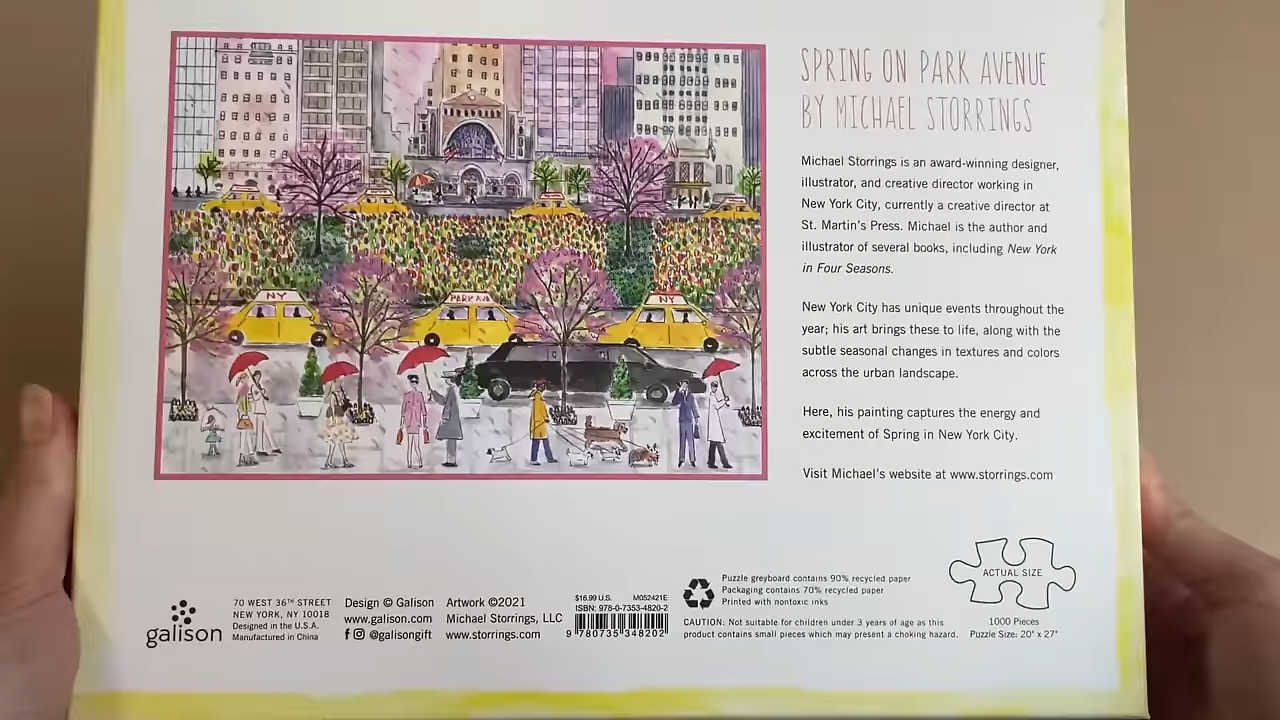 SPRING ON PARK AVENUE
BY MICHAEL STORRINGS
Michael Storrings is an award-winning designer,
illustrator, and creative director working in
New York City, currently a creative director at
St. Martin's Press. Michael is the author and
illustrator of several books, including New York
in Four Seasons.
New York City has unique events throughout the
year; his art brings these to life, along with the
subtle seasonal changes in textures and colors
across the urban landscape.
Here, his painting captures the energy and
excitement of Spring in New York City.
Visit Michael's website at www.storrings.com
NY
PARK AVE
NY
ACTUAL SIZE
1000 Pieces
Puzzle Size: 20" x 27"
galison
70 WEST 36TH STREET
NEW YORK, NY 10018
Designed in the U.S.A.
Manufactured in China
Design © Galison
www.galison.com
@galisongift
Artwork ©2021
Michael Storrings, LLC
www.storrings.com
$16.99 U.S. M052421E
ISBN: 978-0-7353-4820-2
9 780735 348202
Puzzle greyboard contains 90% recycled paper
Packaging contains 70% recycled paper
Printed with nontoxic inks
CAUTION: Not suitable for children under 3 years of age as this
product contains small pieces which may present a choking hazard.